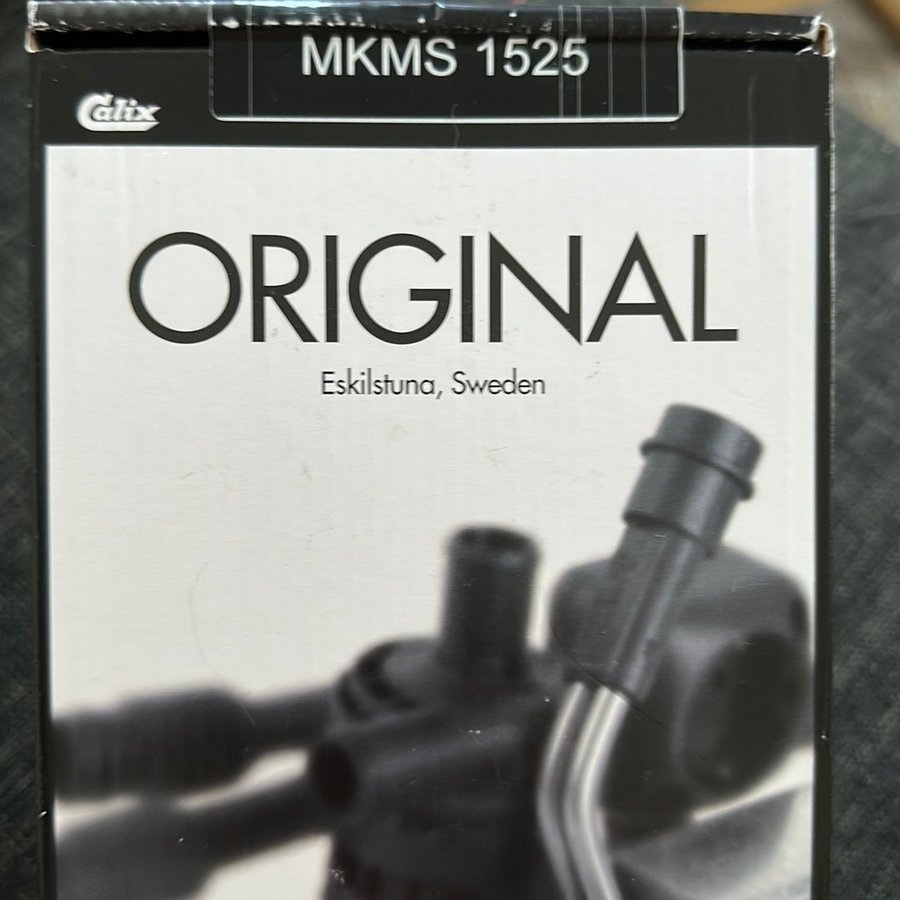 MKMS 1525
Calix
ORIGINAL
Eskilstuna, Sweden